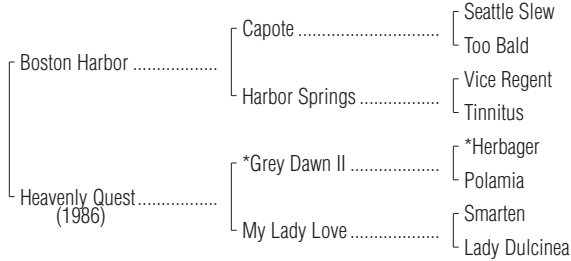 Seattle Slew
Capote ..............................
Too Bald
Boston Harbor ..................
Vice Regent
Harbor Springs .................
Tinnitus
*Herbager
*Grey Dawn II ...................
Polamia
Heavenly Quest.................
(1986)
Smarten
My Lady Love ...................
Lady Dulcinea